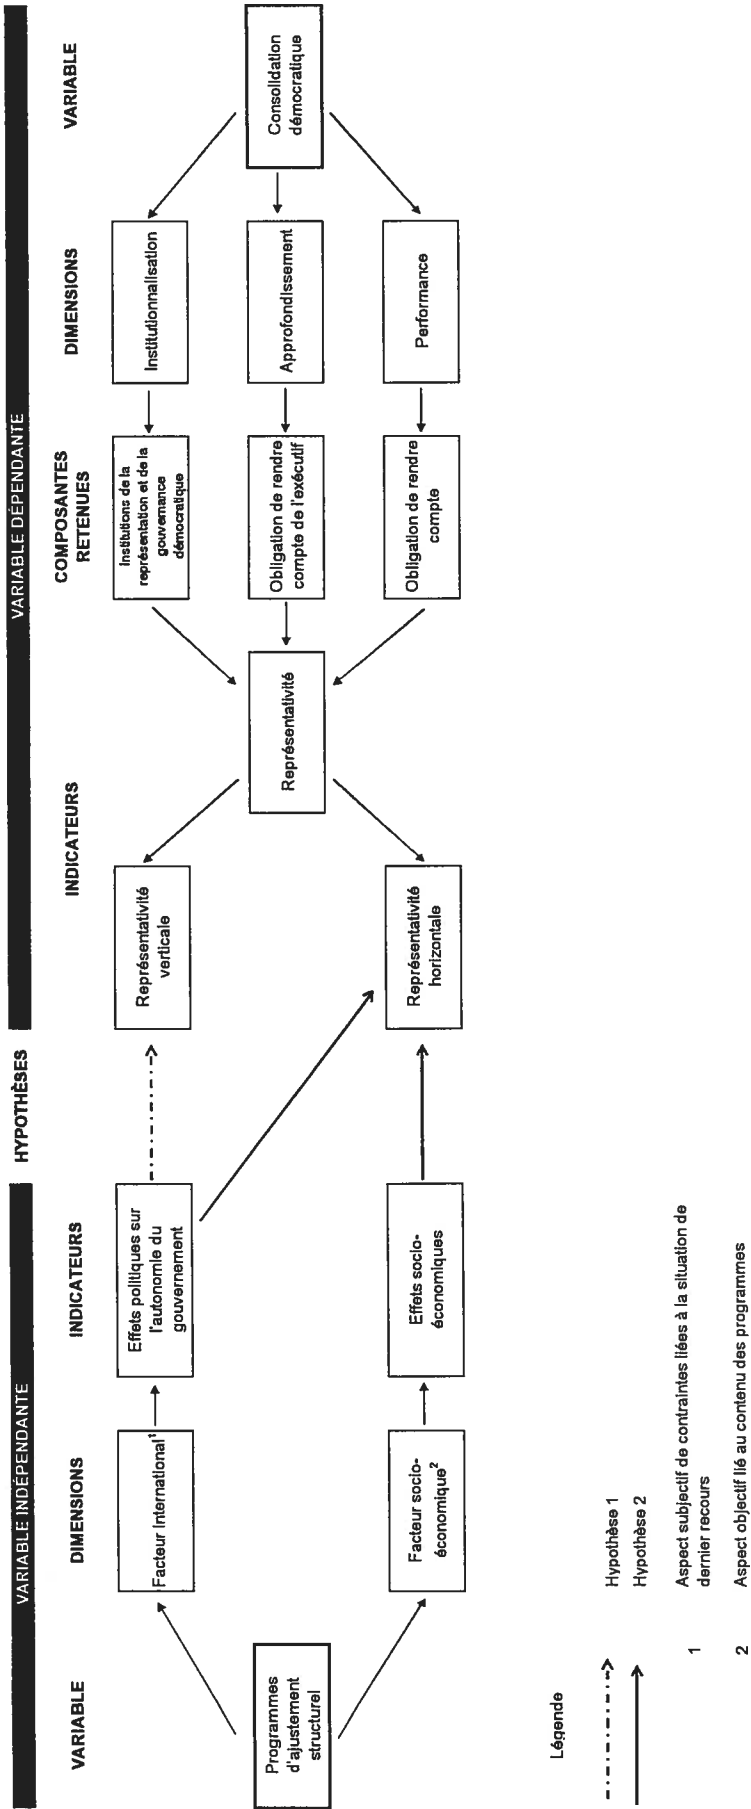 VARIABLE INDÉPENDANTE
HYPOTHÈSES
VARIABLE DÉPENDANTE
VARIABLE
DIMENSIONS
INDICATEURS
INDICATEURS
COMPOSANTES
RETENUES
DIMENSIONS
VARIABLE
Programmes
d'ajustement
structurel
Facteur International¹
Effets politiques sur
l'autonomie du
gouvernement
Représentativité
verticale
Institutions de la
représentation et de la
gouvernance
démocratique
Institutionnalisation
Représentativité
Obligation de rendre
compte de l'exécutif
Approfondissement
Consolidation
démocratique
Facteur socio-
économique²
Effets socio-
économiques
Représentativité
horizontale
Obligation de rendre
compte
Performance
Légende
Hypothèse 1
Hypothèse 2
1 Aspect subjectif de contraintes liées à la situation de
dernier recours
2 Aspect objectif lié au contenu des programmes